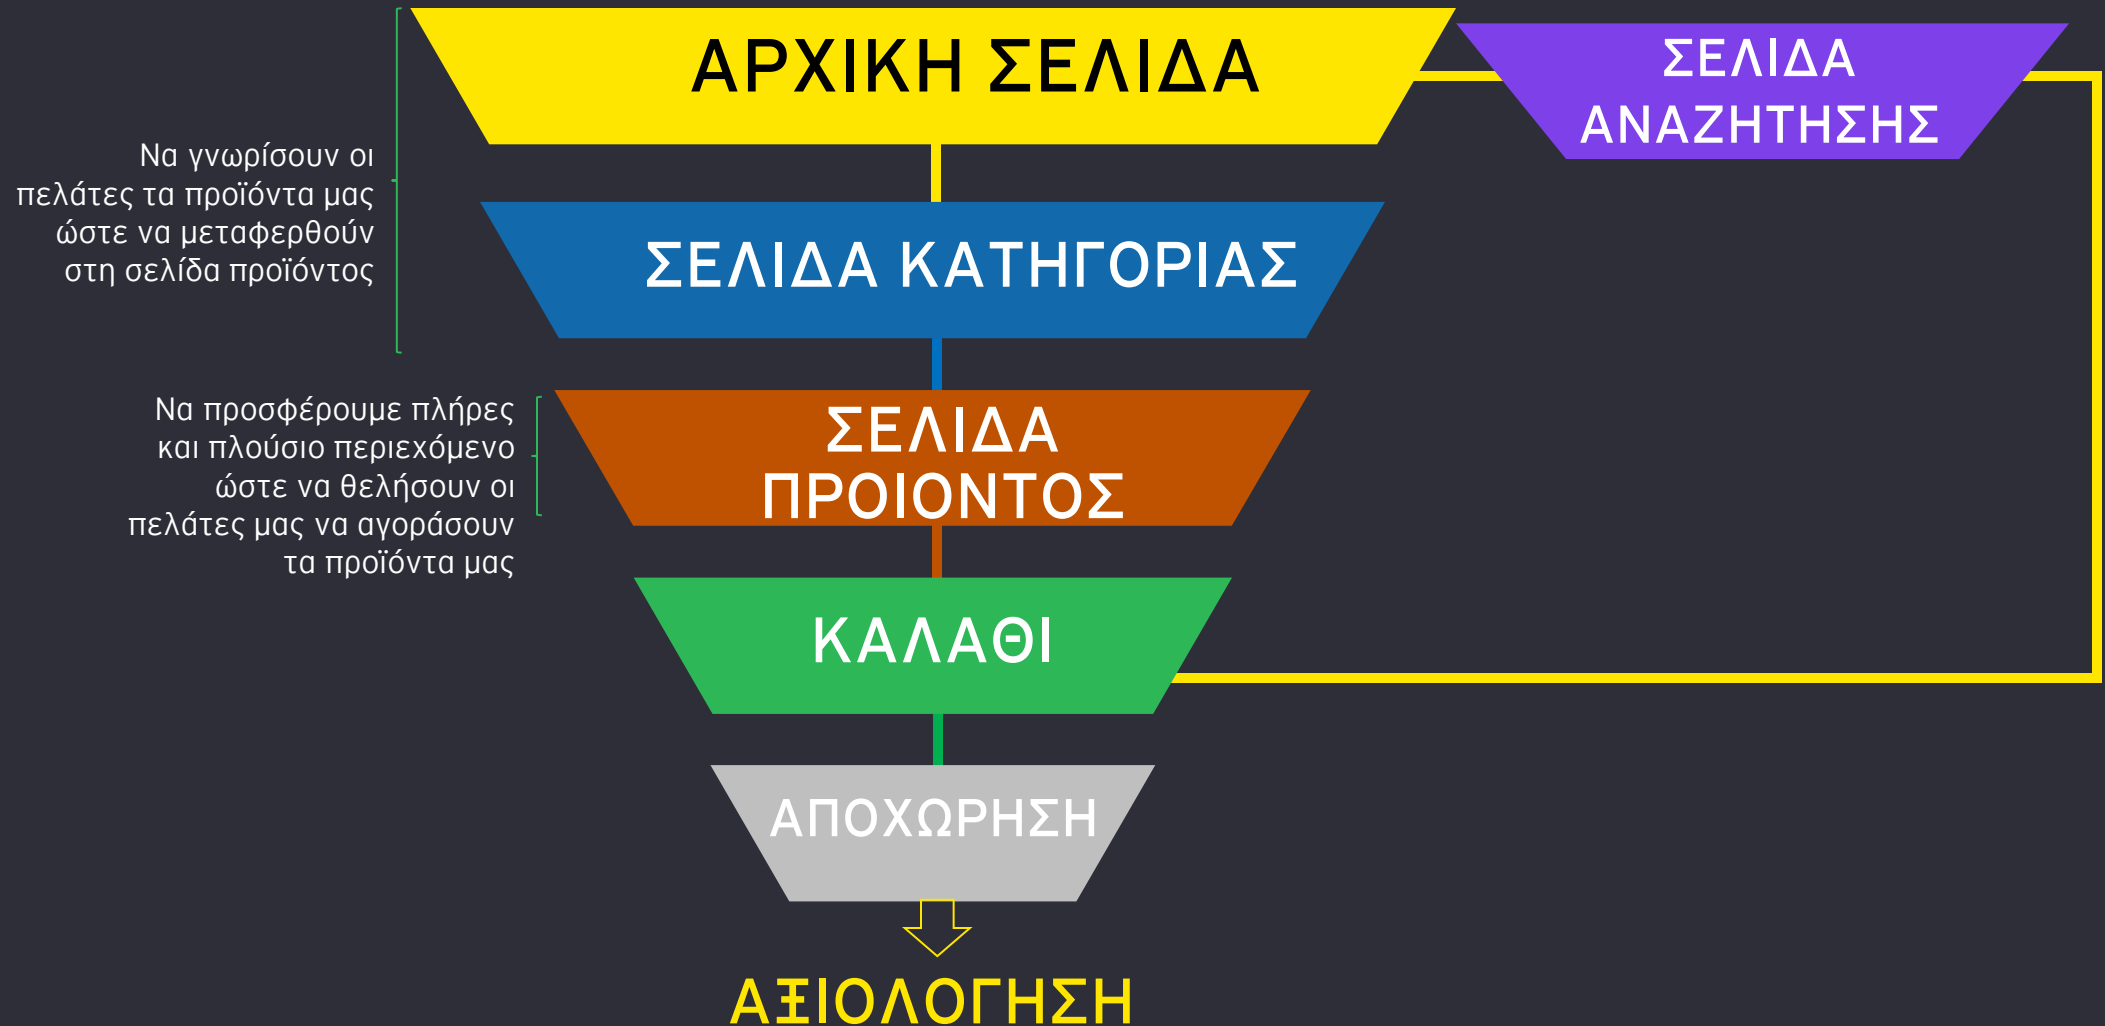 ΑΡΧΙΚΗ ΣΕΛΙΔΑ
ΣΕΛΙΔΑ
ΑΝΑΖΗΤΗΣΗΣ
Να γνωρίσουν οι
πελάτες τα προϊόντα μας
ώστε να μεταφερθούν
στη σελίδα προϊόντος
ΣΕΛΙΔΑ ΚΑΤΗΓΟΡΙΑΣ
Να προσφέρουμε πλήρες
και πλούσιο περιεχόμενο
ώστε να θελήσουν οι
πελάτες μας να αγοράσουν
τα προϊόντα μας
ΣΕΛΙΔΑ
ΠΡΟΙΟΝΤΟΣ
ΚΑΛΑΘΙ
ΑΠΟΧΩΡΗΣΗ
ΑΞΙΟΛΟΓΗΣΗ